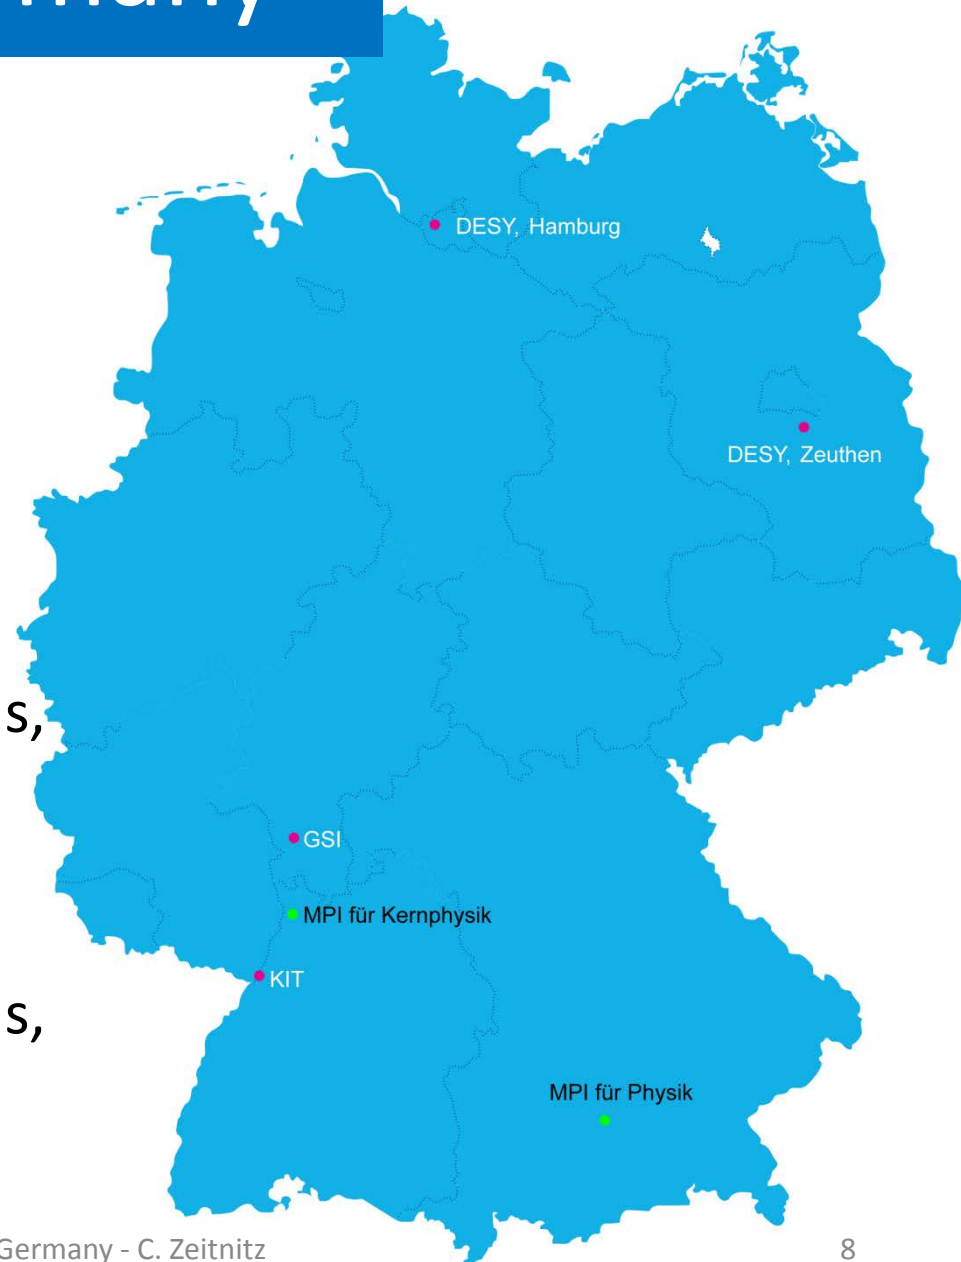 DESY, Hamburg
DESY, Zeuthen
s,
GSI
MPI für Kernphysik
KIT
s,
MPI für Physik
Germany - C. Zeitnitz
8